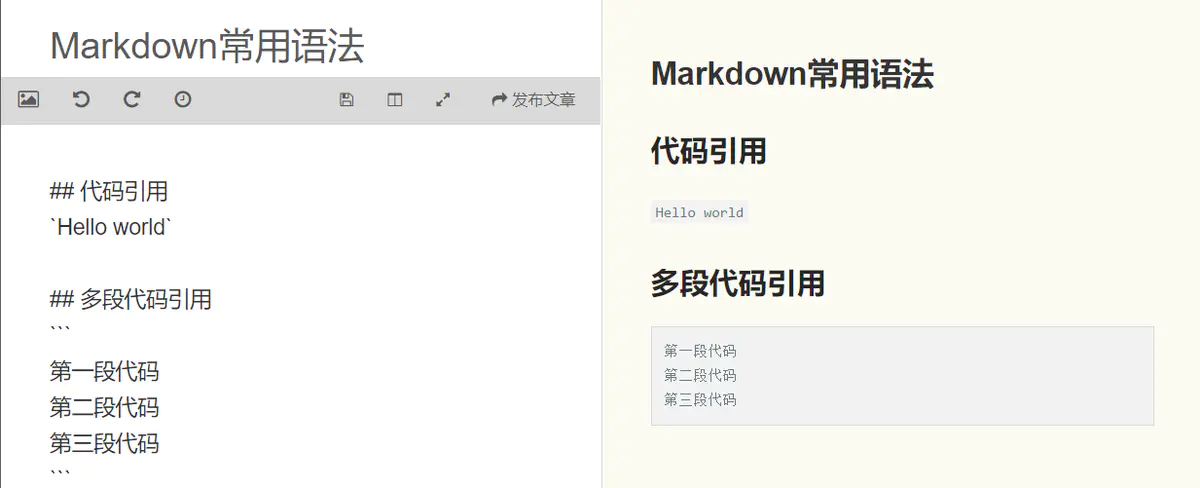 Markdown常用语法
发布文章
## 代码引用
`Hello world`
## 多段代码引用
```
第一段代码
第二段代码
第三段代码
```
Markdown常用语法
代码引用
Hello world
多段代码引用
第一段代码
第二段代码
第三段代码